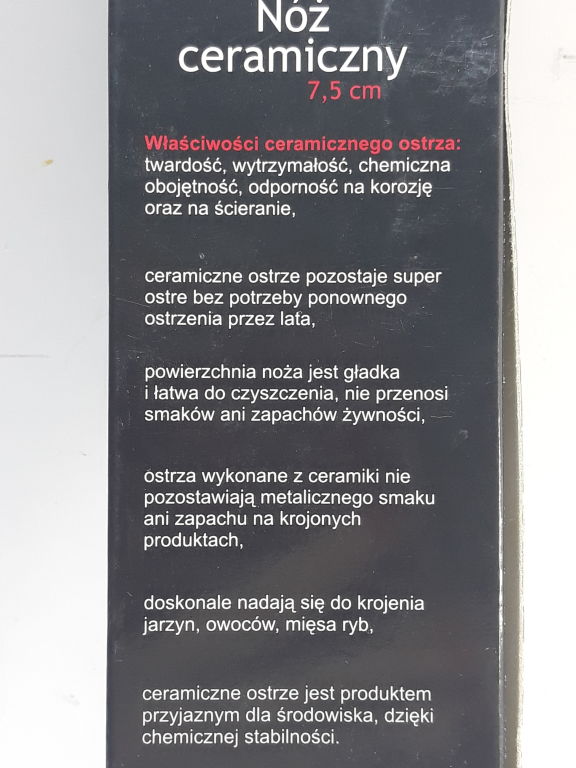 Nóż
ceramiczny
7,5 cm
Właściwości ceramicznego ostrza:
twardość, wytrzymałość, chemiczna
obojętność, odporność na korozję
oraz na ścieranie,
ceramiczne ostrze pozostaje super
ostre bez potrzeby ponownego
ostrzenia przez lata,
powierzchnia noża jest gładka
i łatwa do czyszczenia, nie przenosi
smaków ani zapachów żywności,
ostrza wykonane z ceramiki nie
pozostawiają metalicznego smaku
ani zapachu na krojonych
produktach,
doskonale nadają się do krojenia
jarzyn, owoców, mięsa ryb,
ceramiczne ostrze jest produktem
przyjaznym dla środowiska, dzięki
chemicznej stabilności.